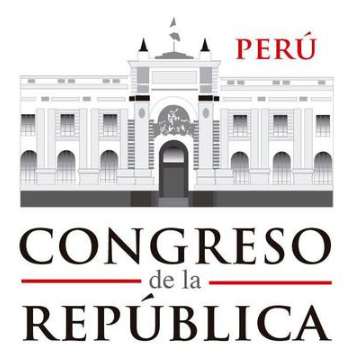 PERÚ
CONGRESO
de la
REPÚBLICA